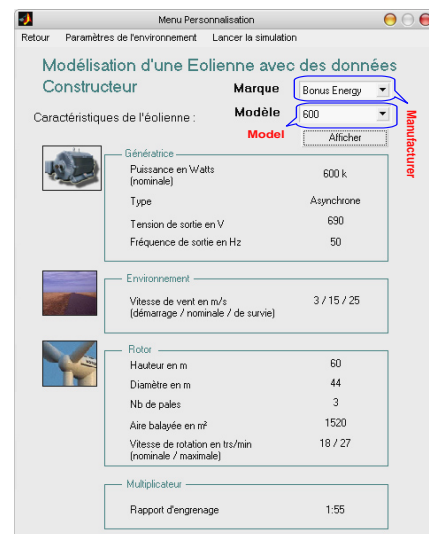 Menu Personnalisation
Retour Paramètres de l'environnement Lancer la simulation
Modélisation d'une Eolienne avec des données
Constructeur
Marque Bonus Energy
Caractéristiques de l'éolienne : Modèle 600
Model Afficher
Manufacturer
Génératrice
Puissance en Watts 600 k
(nominale)
Type Asynchrone
Tension de sortie en V 690
Fréquence de sortie en Hz 50
Environnement
Vitesse de vent en m/s 3 / 15 / 25
(démarrage / nominale / de survie)
Rotor
Hauteur en m 60
Diamètre en m 44
Nb de pales 3
Aire balayée en m² 1520
Vitesse de rotation en trs/min 18 / 27
(nominale / maximale)
Multiplicateur
Rapport d'engrenage 1:55